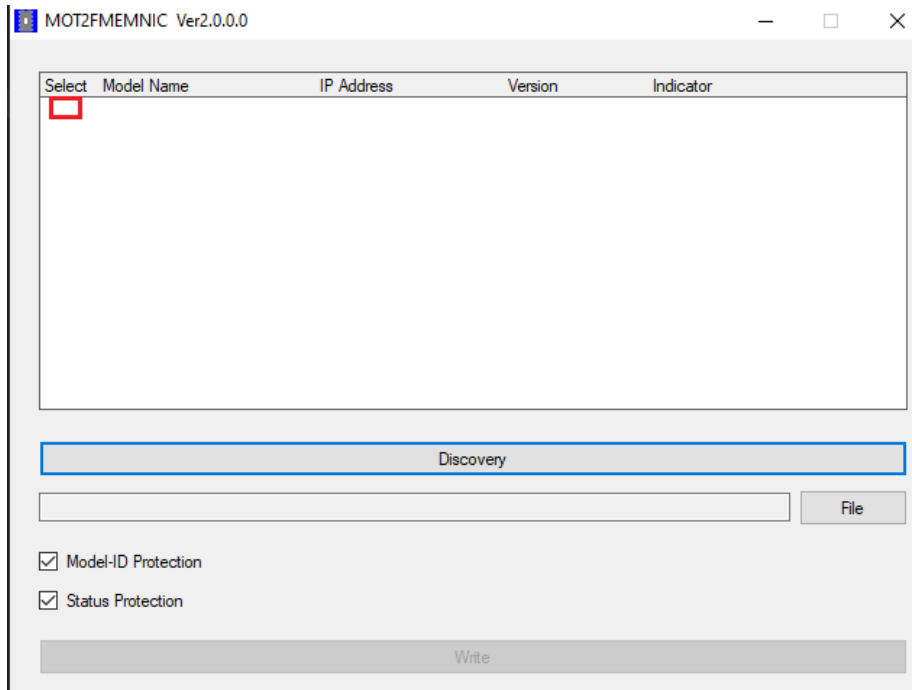 MOT2FMEMNIC Ver2.0.0.0
Select Model Name IP Address Version Indicator
Discovery
File
Model-ID Protection
Status Protection
Write